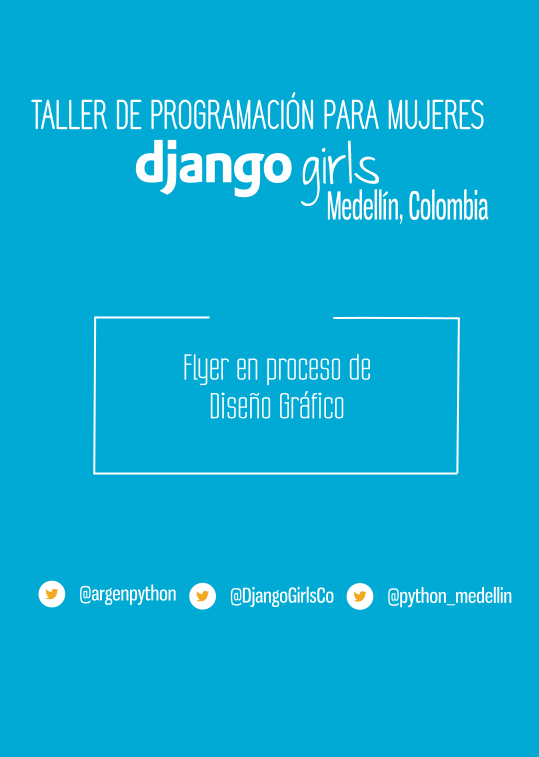 TALLER DE PROGRAMACIÓN PARA MUJERES
django girls
Medellín, Colombia
Flyer en proceso de
Diseño Gráfico
@argenpython @DjangoGirlsCo @python_medellin